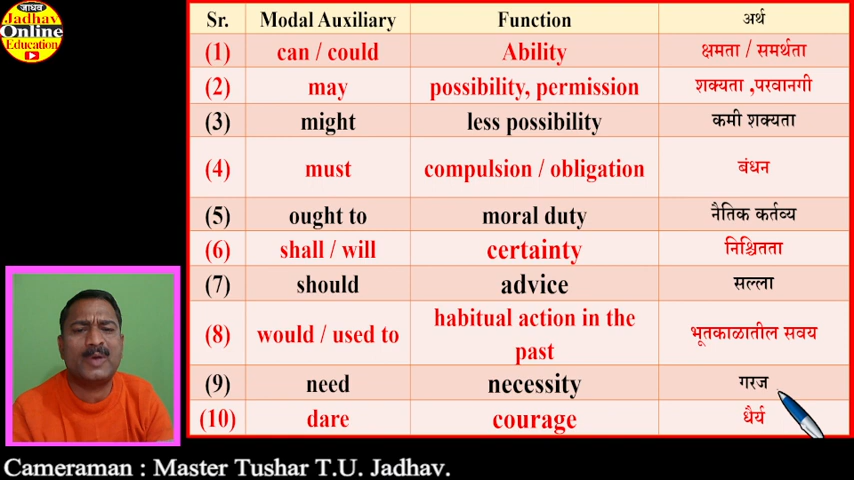 जाधव
Jadhav
Online
Education
Sr. Modal Auxiliary Function अर्थ
(1) can / could Ability क्षमता / समर्थता
(2) may possibility, permission शक्यता ,परवानगी
(3) might less possibility कमी शक्यता
(4) must compulsion / obligation बंधन
(5) ought to moral duty नैतिक कर्तव्य
(6) shall / will certainty निश्चितता
(7) should advice सल्ला
(8) would / used to habitual action in the past भूतकाळातील सवय
(9) need necessity गरज
(10) dare courage धैर्य
Cameraman : Master Tushar T.U. Jadhav.